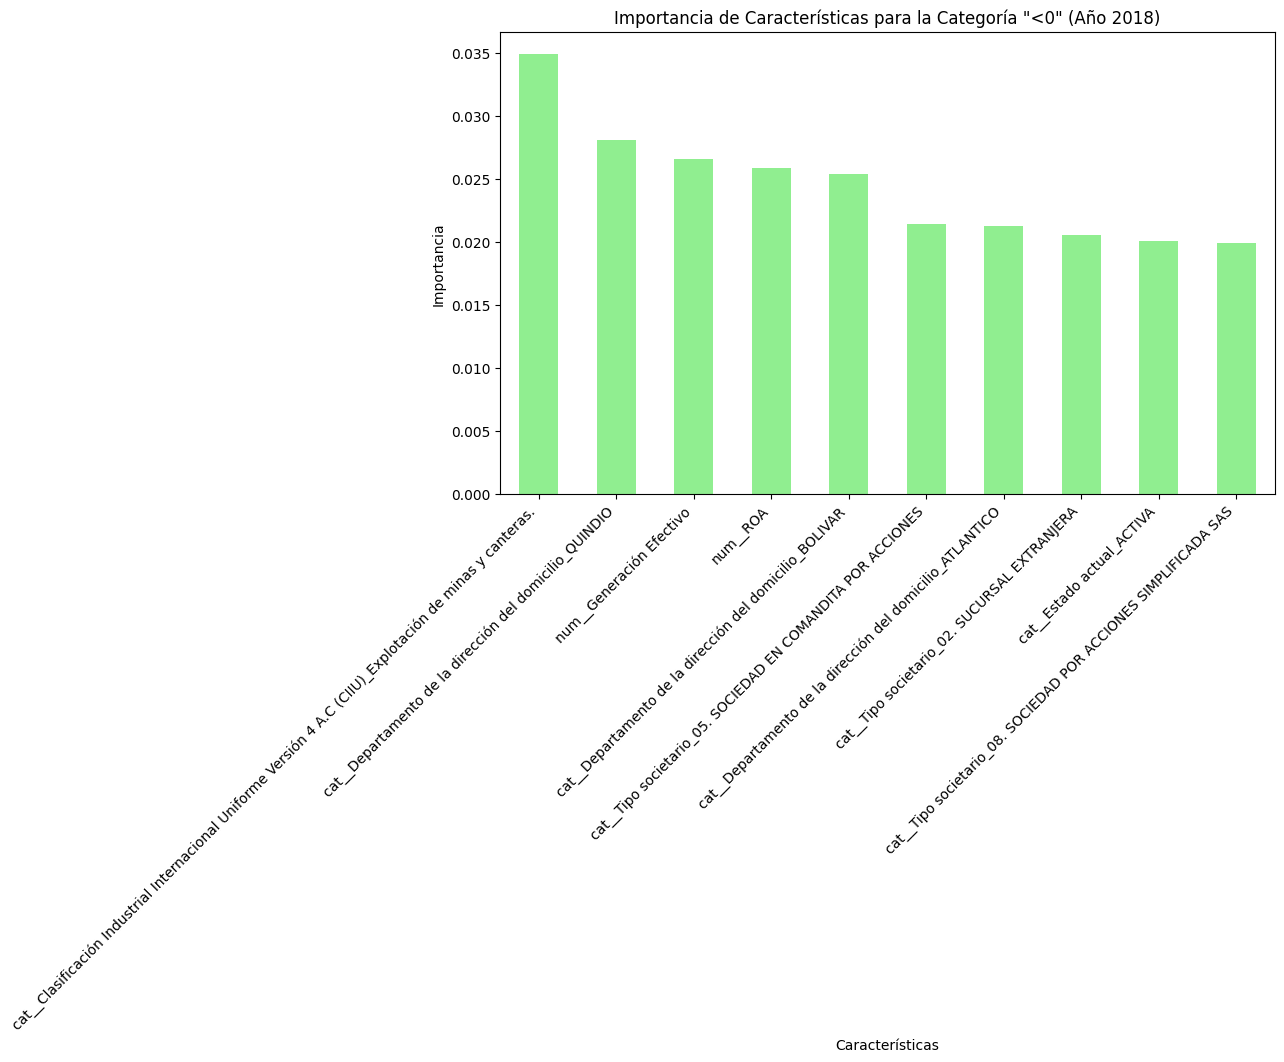 Importancia de Características para la Categoría "<0" (Año 2018)
Importancia
0.035
0.030
0.025
0.020
0.015
0.010
0.005
0.000
cat__Clasificación Industrial Internacional Uniforme Versión 4 A.C (CIIU)_Explotación de minas y canteras.
cat__Departamento de la dirección del domicilio_QUINDIO
num__Generación Efectivo
num__ROA
cat__Departamento de la dirección del domicilio_BOLIVAR
cat__Tipo societario_05. SOCIEDAD EN COMANDITA POR ACCIONES
cat__Departamento de la dirección del domicilio_ATLANTICO
cat__Tipo societario_02. SUCURSAL EXTRANJERA
cat__Estado actual_ACTIVA
cat__Tipo societario_08. SOCIEDAD POR ACCIONES SIMPLIFICADA SAS
Características